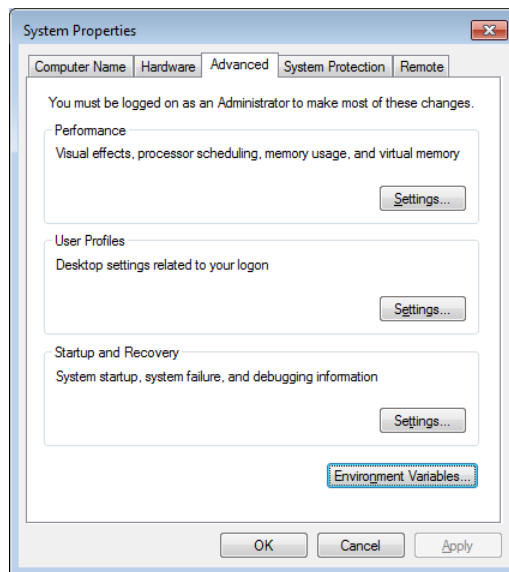 System Properties
Computer Name Hardware Advanced System Protection Remote
You must be logged on as an Administrator to make most of these changes.
Performance
Visual effects, processor scheduling, memory usage, and virtual memory
Settings...
User Profiles
Desktop settings related to your logon
Settings...
Startup and Recovery
System startup, system failure, and debugging information
Settings...
Environment Variables...
OK Cancel Apply